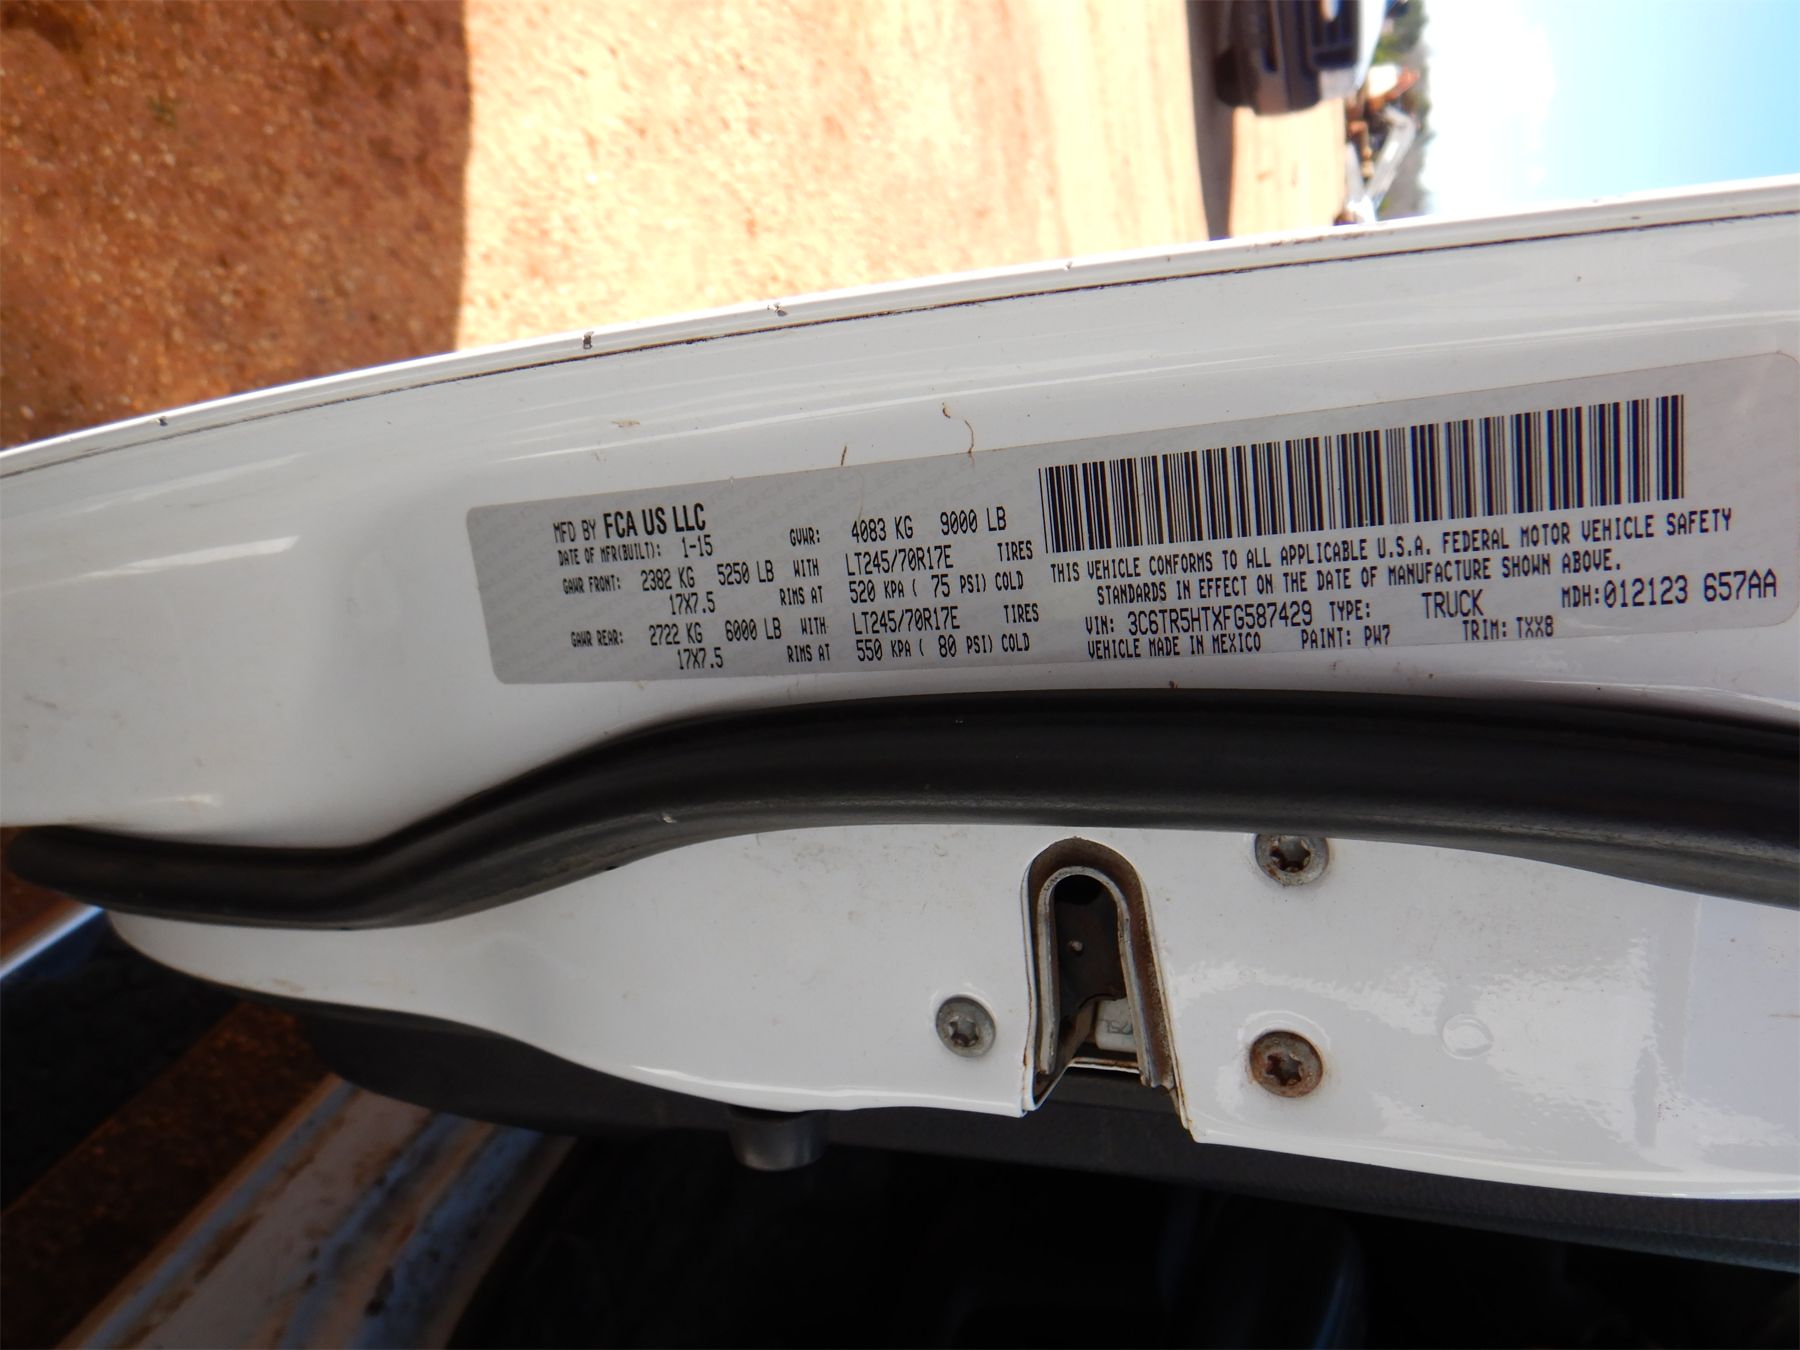 MFD BY FCA US LLC
DATE OF MFR(BUILT): 1-15 GVWR: 4083 KG 9000 LB
GAWR FRONT: 2382 KG 5250 LB WITH LT245/70R17E TIRES
17X7.5 RIMS AT 520 KPA ( 75 PSI) COLD
GAWR REAR: 2722 KG 6000 LB WITH LT245/70R17E TIRES
17X7.5 RIMS AT 550 KPA ( 80 PSI) COLD
THIS VEHICLE CONFORMS TO ALL APPLICABLE U.S.A. FEDERAL MOTOR VEHICLE SAFETY
STANDARDS IN EFFECT ON THE DATE OF MANUFACTURE SHOWN ABOVE.
VIN: 3C6TR5HTXFG587429 TYPE: TRUCK MDH:012123 657AA
VEHICLE MADE IN MEXICO PAINT: PW7 TRIM: TXX8